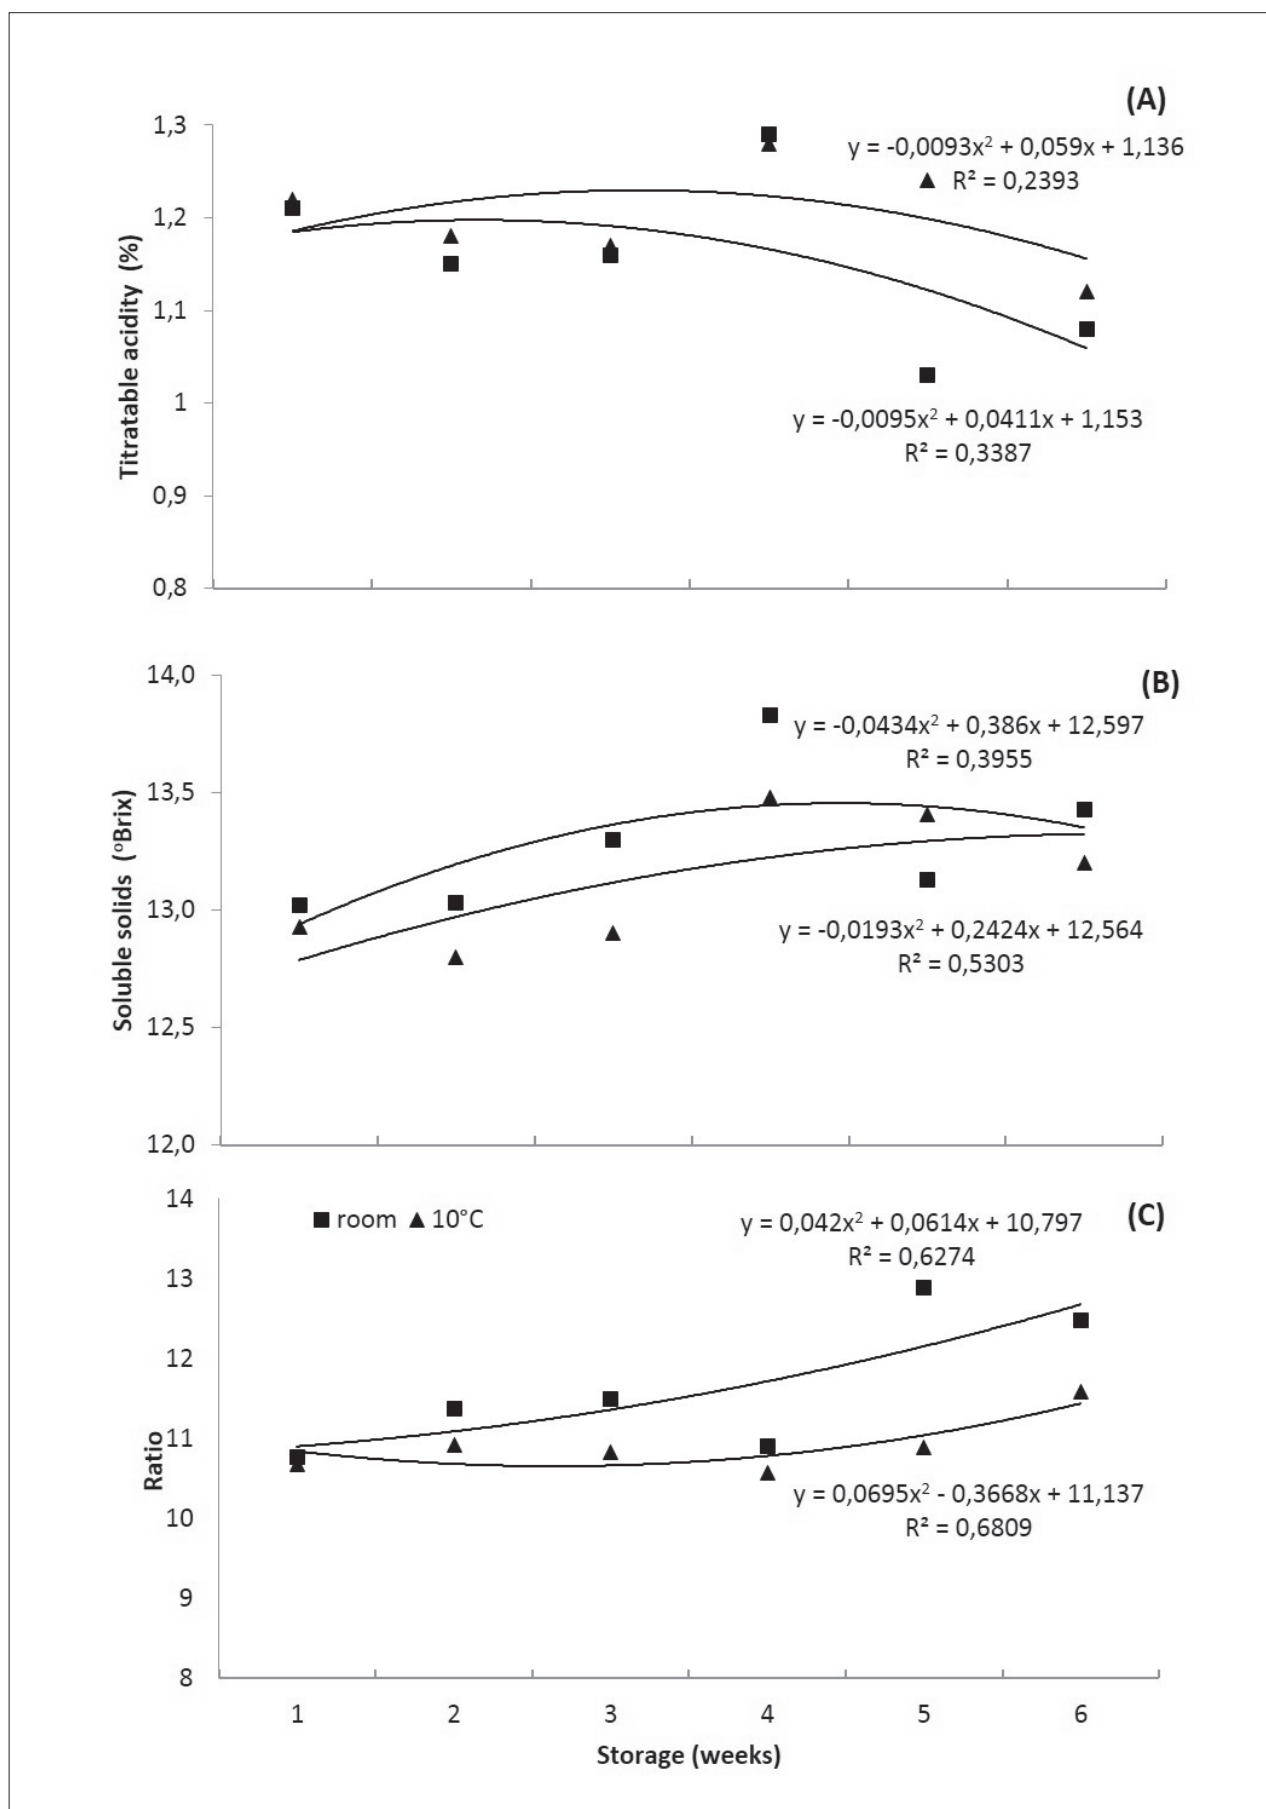 (A)
1,3
y = -0,0093x² + 0,059x + 1,136
R² = 0,2393
1,2
1,1
1
y = -0,0095x² + 0,0411x + 1,153
R² = 0,3387
0,9
0,8
Titratable acidity (%)
(B)
14,0
y = -0,0434x² + 0,386x + 12,597
R² = 0,3955
13,5
13,0
y = -0,0193x² + 0,2424x + 12,564
R² = 0,5303
12,5
12,0
Soluble solids (ºBrix)
(C)
14
room 10°C
y = 0,042x² + 0,0614x + 10,797
R² = 0,6274
13
12
11
y = 0,0695x² - 0,3668x + 11,137
R² = 0,6809
10
9
8
Ratio
1 2 3 4 5 6
Storage (weeks)